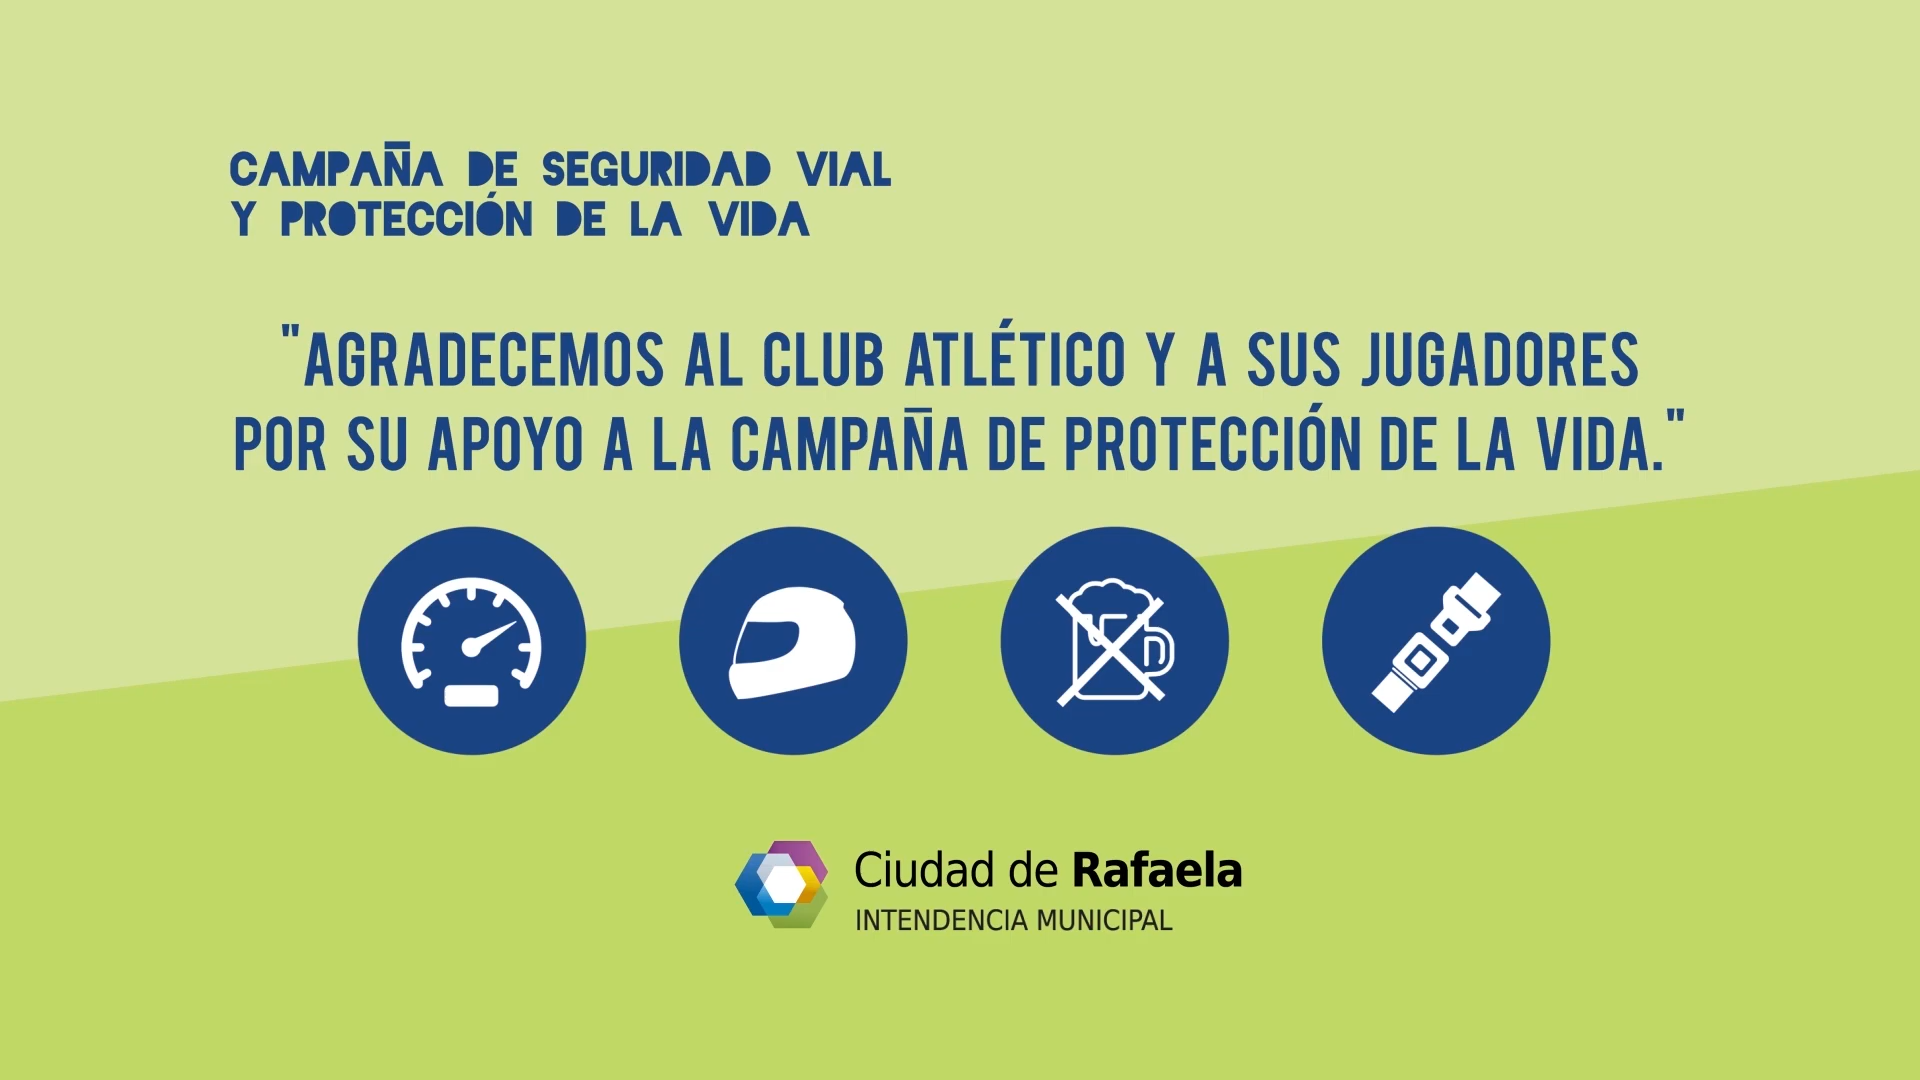 CAMPAÑA DE SEGURIDAD VIAL
Y PROTECCIÓN DE LA VIDA
"AGRADECEMOS AL CLUB ATLÉTICO Y A SUS JUGADORES
POR SU APOYO A LA CAMPAÑA DE PROTECCIÓN DE LA VIDA."
Ciudad de Rafaela
INTENDENCIA MUNICIPAL